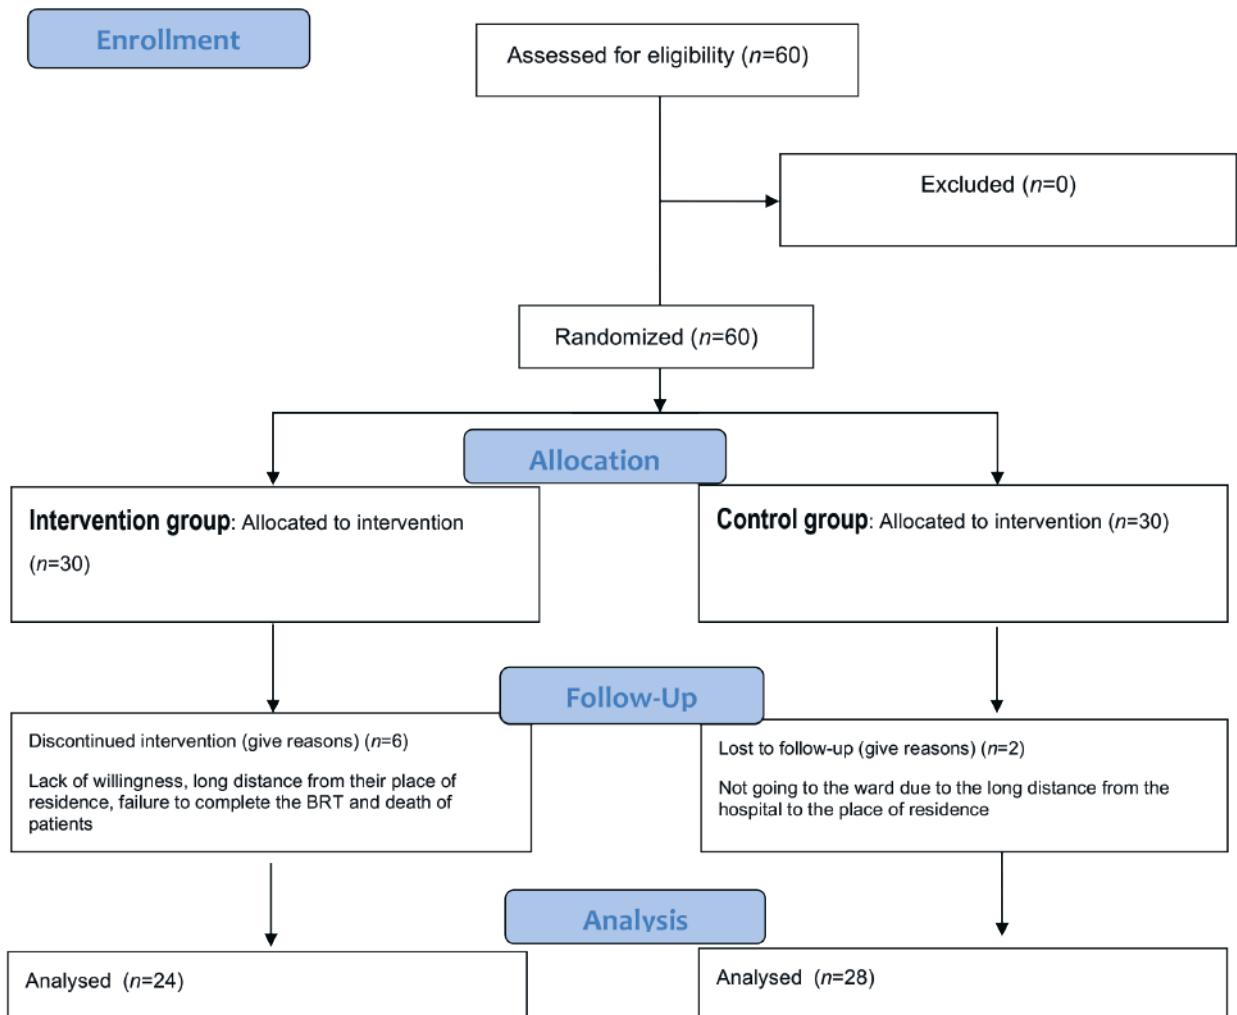 Enrollment
Assessed for eligibility (n=60)
Excluded (n=0)
Randomized (n=60)
Allocation
Intervention group: Allocated to intervention
(n=30)
Control group: Allocated to intervention (n=30)
Follow-Up
Discontinued intervention (give reasons) (n=6)
Lack of willingness, long distance from their place of
residence, failure to complete the BRT and death of
patients
Lost to follow-up (give reasons) (n=2)
Not going to the ward due to the long distance from the
hospital to the place of residence
Analysis
Analysed (n=24)
Analysed (n=28)